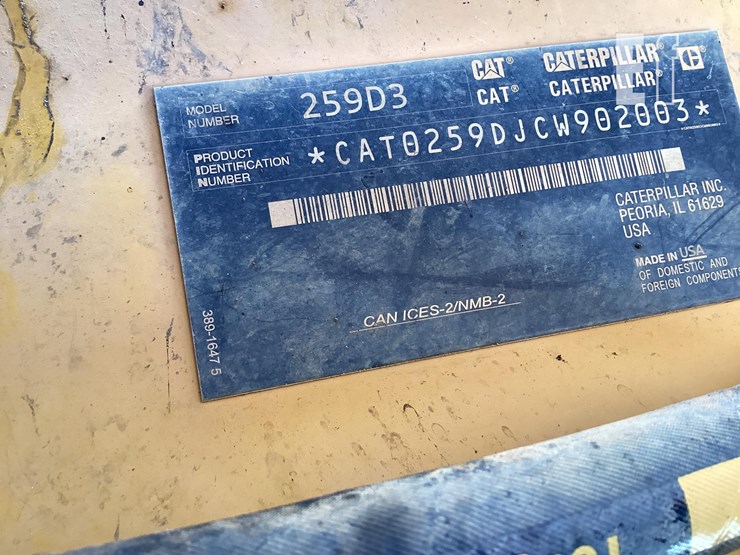 CAT® CATERPILLAR®
CAT® CATERPILLAR®
MODEL NUMBER 259D3
PRODUCT IDENTIFICATION NUMBER *CAT0259DJCW902003*
CATERPILLAR INC.
PEORIA, IL 61629
USA
MADE IN USA
OF DOMESTIC AND
FOREIGN COMPONENTS
CAN ICES-2/NMB-2
389-1647 5